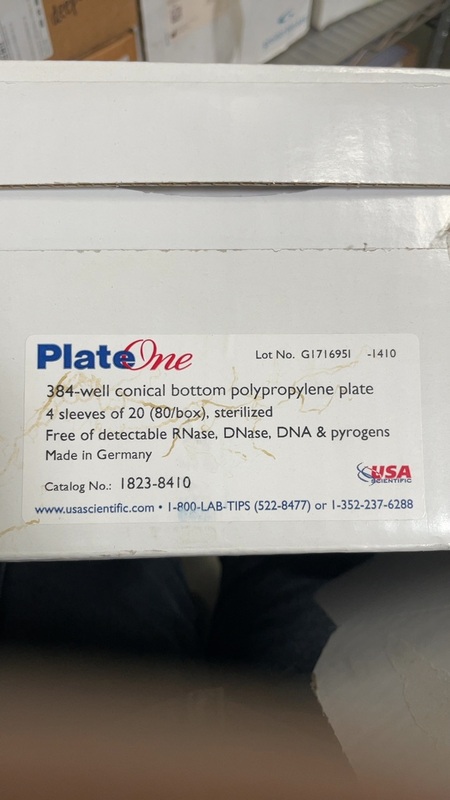 PlateOne
Lot No. G1716951 -1410
384-well conical bottom polypropylene plate
4 sleeves of 20 (80/box), sterilized
Free of detectable RNase, DNase, DNA & pyrogens
Made in Germany
Catalog No.: 1823-8410
USA
SCIENTIFIC
www.usascientific.com • 1-800-LAB-TIPS (522-8477) or 1-352-237-6288